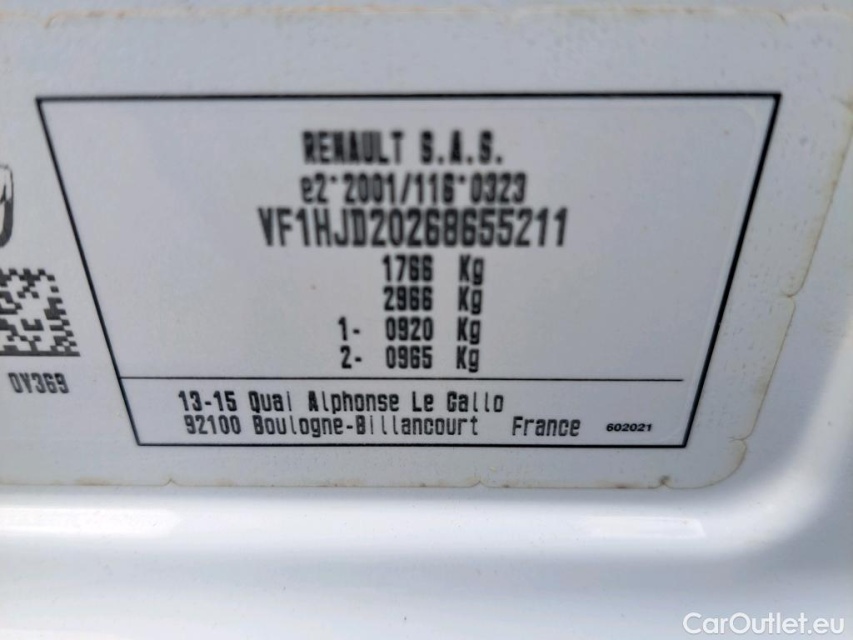 RENAULT S.A.S.
e2*2001/116*0323
VF1HJD20268655211
1766 Kg
2966 Kg
1- 0920 Kg
2- 0965 Kg
DY369
13-15 Quai Alphonse Le Gallo
92100 Boulogne-Billancourt France 602021
CarOutlet.eu